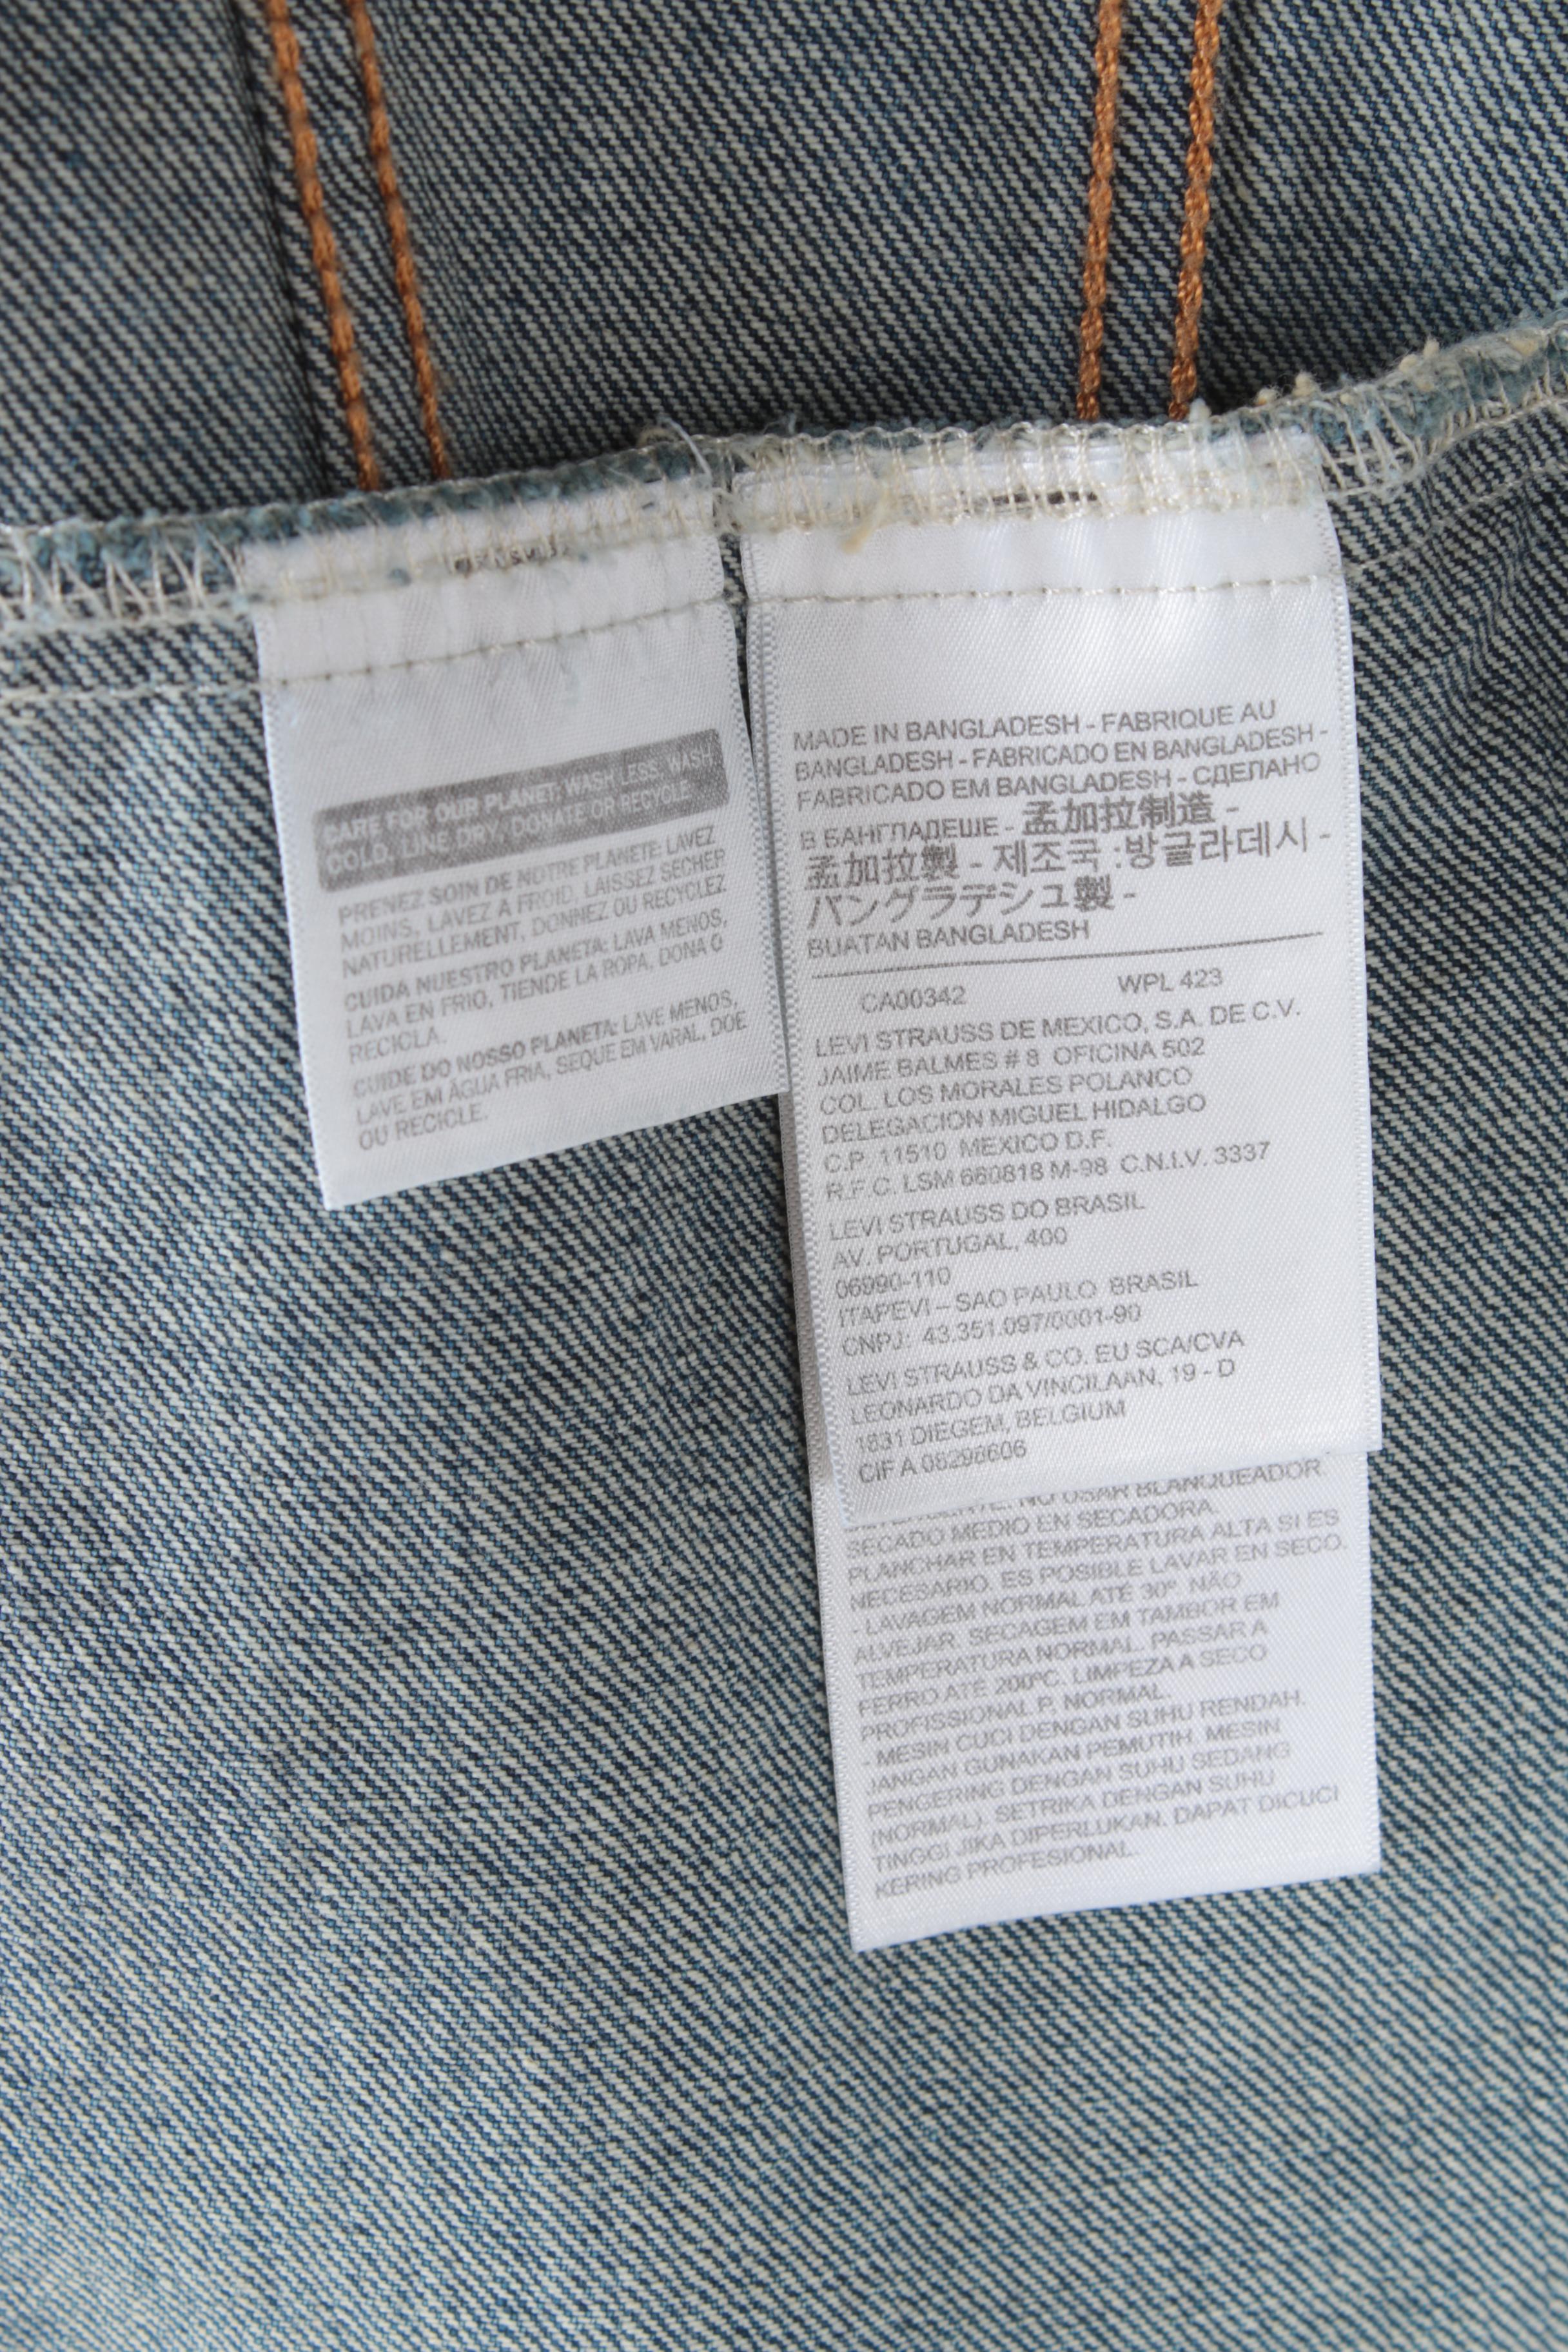 CARE FOR OUR PLANET: WASH LESS, WASH
COLD, LINE DRY, DONATE OR RECYCLE.
PRENEZ SOIN DE NOTRE PLANETE: LAVEZ
MOINS, LAVEZ A FROID, LAISSEZ SECHER
NATURELLEMENT, DONNEZ OU RECYCLEZ
CUIDA NUESTRO PLANETA: LAVA MENOS,
LAVA EN FRIO, TIENDE LA ROPA, DONA O
RECICLA.
CUIDE DO NOSSO PLANETA: LAVE MENOS,
LAVE EM ÁGUA FRIA, SEQUE EM VARAL, DOE
OU RECICLE.
MADE IN BANGLADESH - FABRIQUE AU
BANGLADESH - FABRICADO EN BANGLADESH -
FABRICADO EM BANGLADESH - СДЕЛАНО
В БАНГЛАДЕШЕ - 孟加拉制造 -
孟加拉製 - 제조국 :방글라데시 -
バングラデシュ製 -
BUATAN BANGLADESH
CA00342 WPL 423
LEVI STRAUSS DE MEXICO, S.A. DE C.V.
JAIME BALMES # 8 OFICINA 502
COL. LOS MORALES POLANCO
DELEGACION MIGUEL HIDALGO
C.P. 11510 MEXICO D.F.
R.F.C. LSM 660818 M-98 C.N.I.V. 3337
LEVI STRAUSS DO BRASIL
AV. PORTUGAL, 400
06990-110
ITAPEVI – SAO PAULO BRASIL
CNPJ: 43.351.097/0001-90
LEVI STRAUSS & CO. EU SCA/CVA
LEONARDO DA VINCILAAN, 19 - D
1831 DIEGEM, BELGIUM
CIF A 08298606
NO USAR BLANQUEADOR.
SECADO MEDIO EN SECADORA.
PLANCHAR EN TEMPERATURA ALTA SI ES
NECESARIO. ES POSIBLE LAVAR EN SECO.
- LAVAGEM NORMAL ATÉ 30º. NÃO
ALVEJAR. SECAGEM EM TAMBOR EM
TEMPERATURA NORMAL. PASSAR A
FERRO ATÉ 200ºC. LIMPEZA A SECO
PROFISSIONAL P, NORMAL.
- MESIN CUCI DENGAN SUHU RENDAH.
JANGAN GUNAKAN PEMUTIH. MESIN
PENGERING DENGAN SUHU SEDANG
(NORMAL). SETRIKA DENGAN SUHU
TINGGI JIKA DIPERLUKAN. DAPAT DICUCI
KERING PROFESIONAL.